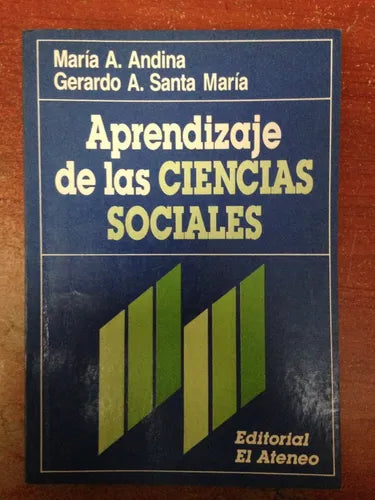 María A. Andina
Gerardo A. Santa María
Aprendizaje
de las CIENCIAS
SOCIALES
Editorial
El Ateneo